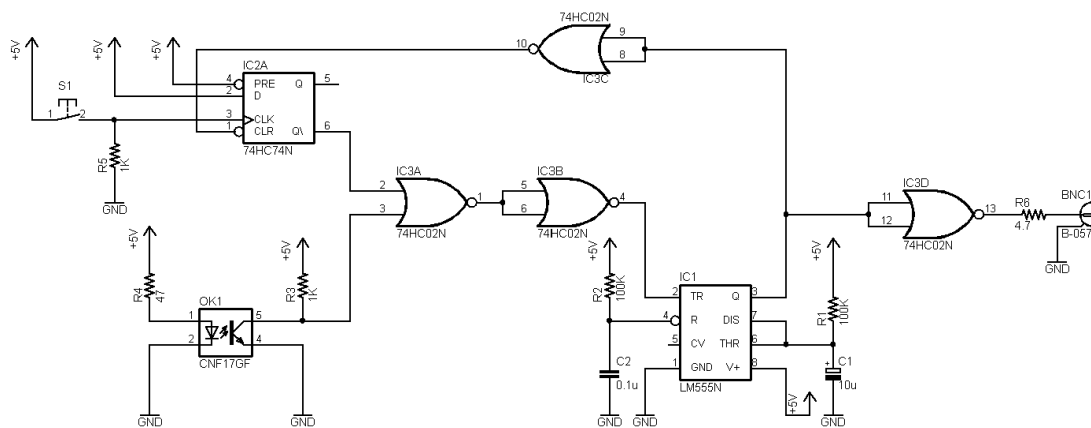 74HC02N
+5V
+5V
+5V
IC2A
10
9
8
IC3C
S1
4
PRE
Q
5
2
D
1
2
3
CLK
1
CLR
Q\
6
74HC74N
R5
1K
GND
IC3A
2
3
1
74HC02N
IC3B
5
6
4
74HC02N
IC3D
11
12
13
74HC02N
R6
4.7
BNC1
B-057
GND
+5V
R4
47
+5V
R3
1K
OK1
1
2
5
4
CNF17GF
GND
GND
+5V
R2
100K
C2
0.1u
GND
IC1
2
TR
Q
3
4
R
DIS
7
5
CV
THR
6
1
GND
V+
8
LM555N
GND
+5V
+5V
R1
100K
+
C1
10u
GND